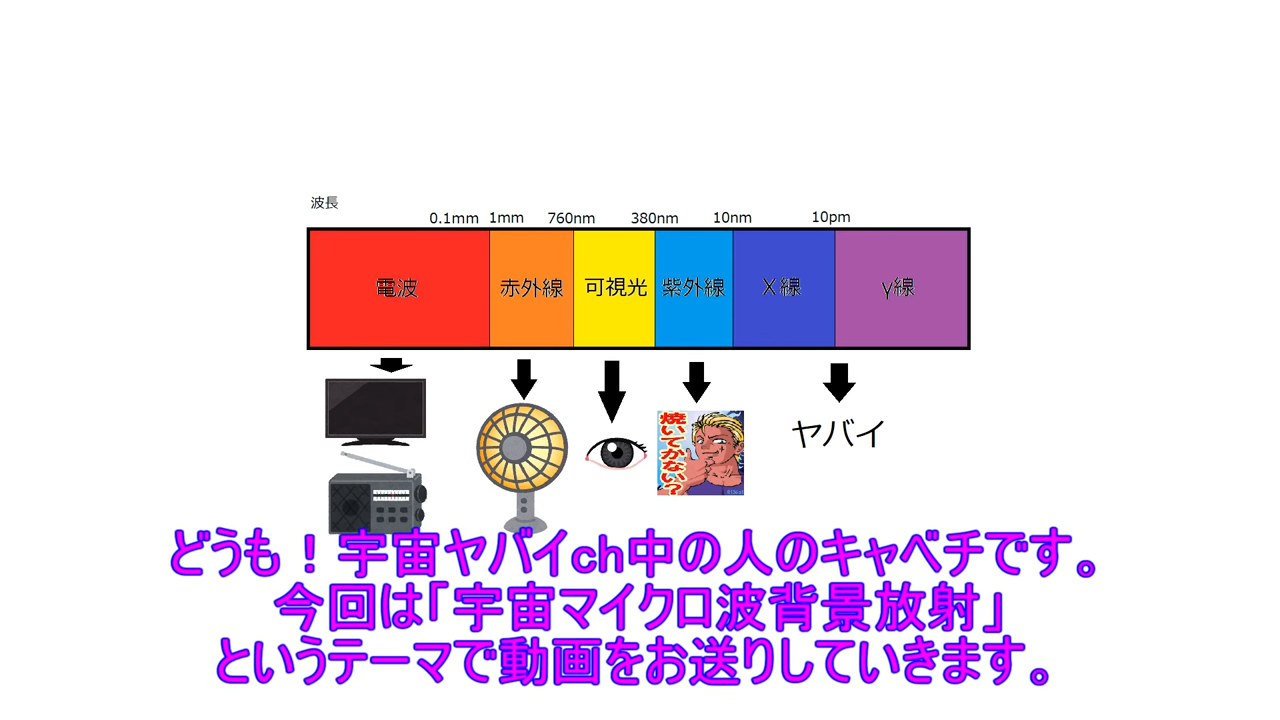 波長
0.1mm 1mm 760nm 380nm 10nm 10pm
電波 赤外線 可視光 紫外線 X線 γ線
ヤバイ
焼いてかない?
どうも!宇宙ヤバイch中の人のキャベチです。
今回は「宇宙マイクロ波背景放射」
というテーマで動画をお送りしていきます。